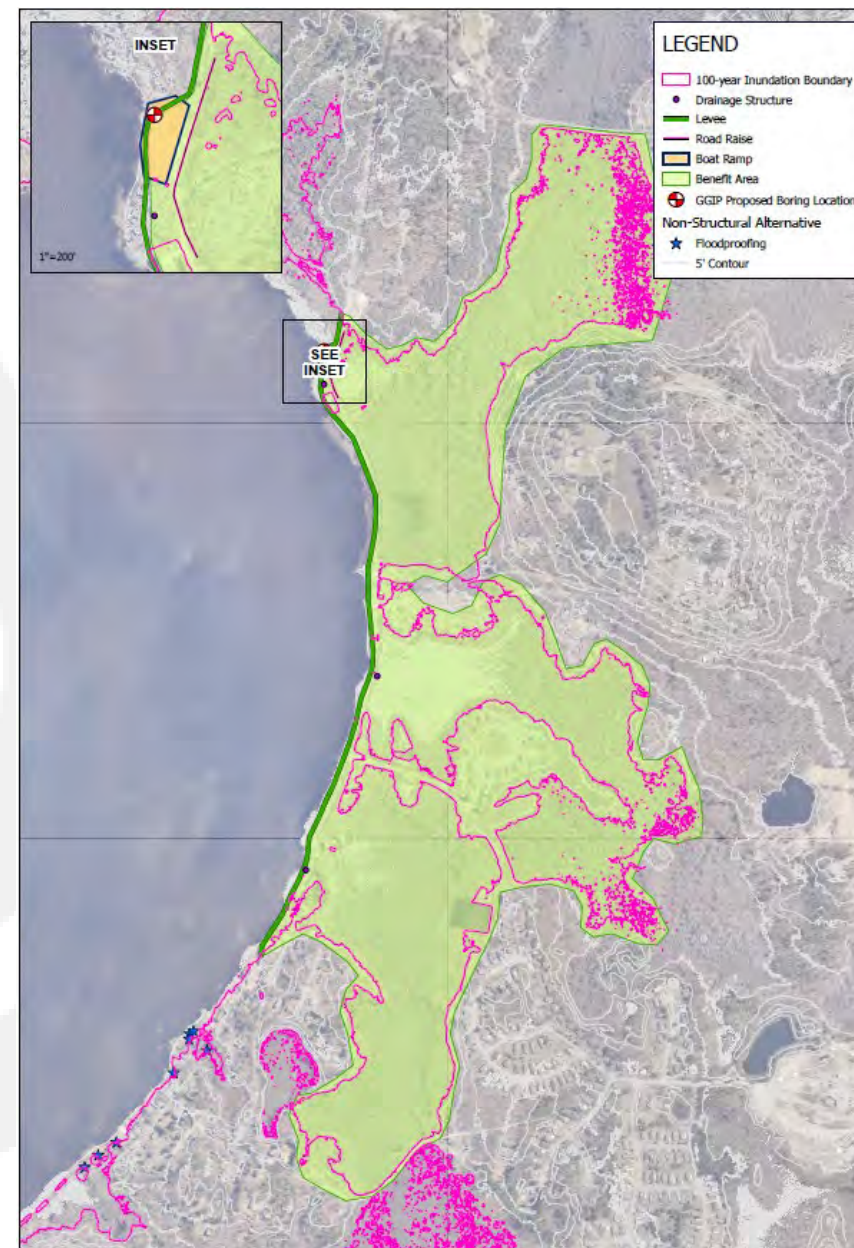 INSET
1"=200'
LEGEND
100-year Inundation Boundary
Drainage Structure
Levee
Road Raise
Boat Ramp
Benefit Area
GGIP Proposed Boring Location
Non-Structural Alternative
Floodproofing
5' Contour
SEE
INSET